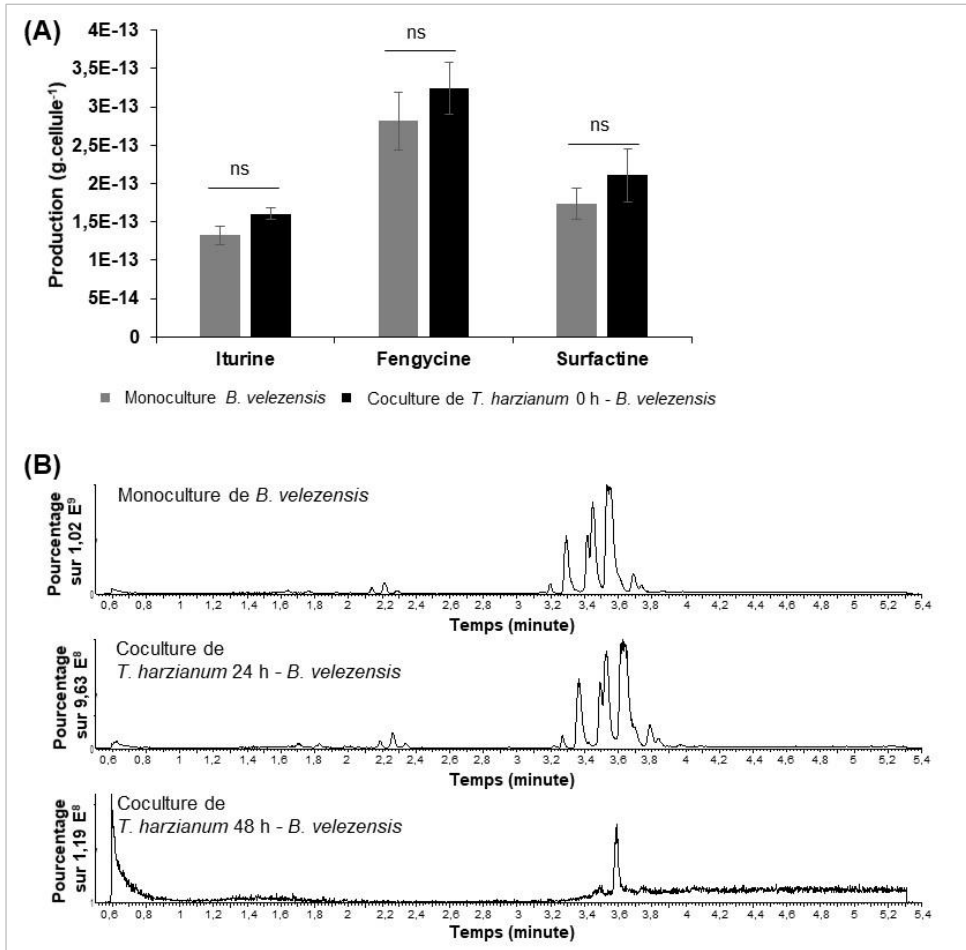 (A)
Production (g.cellule⁻¹)
4E-13
3,5E-13
3E-13
2,5E-13
2E-13
1,5E-13
1E-13
5E-14
0
ns
ns
ns
Iturine Fengycine Surfactine
Monoculture B. velezensis Coculture de T. harzianum 0 h - B. velezensis
(B)
Pourcentage
sur 1,02 E⁹
Monoculture de B. velezensis
0,6 0,8 1 1,2 1,4 1,6 1,8 2 2,2 2,4 2,6 2,8 3 3,2 3,4 3,6 3,8 4 4,2 4,4 4,6 4,8 5 5,2 5,4
Temps (minute)
Pourcentage
sur 9,63 E⁸
Coculture de
T. harzianum 24 h - B. velezensis
0,6 0,8 1 1,2 1,4 1,6 1,8 2 2,2 2,4 2,6 2,8 3 3,2 3,4 3,6 3,8 4 4,2 4,4 4,6 4,8 5 5,2 5,4
Temps (minute)
Pourcentage
sur 1,19 E⁸
Coculture de
T. harzianum 48 h - B. velezensis
0,6 0,8 1 1,2 1,4 1,6 1,8 2 2,2 2,4 2,6 2,8 3 3,2 3,4 3,6 3,8 4 4,2 4,4 4,6 4,8 5 5,2 5,4
Temps (minute)